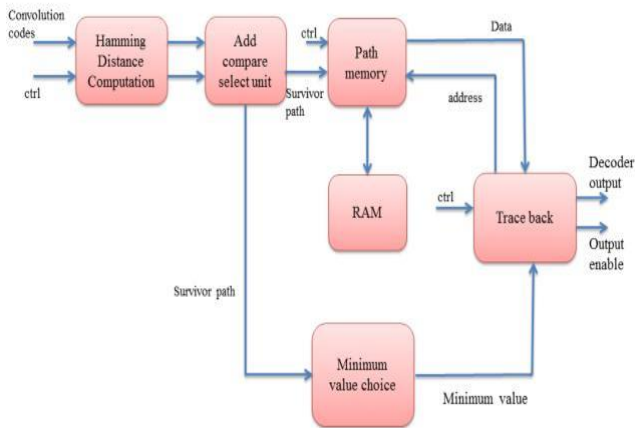 Convolution
codes
ctrl
Hamming
Distance
Computation
Add
compare
select unit
ctrl
Survivor
path
Path
memory
Data
address
RAM
ctrl
Trace back
Decoder
output
Output
enable
Survivor path
Minimum
value choice
Minimum value